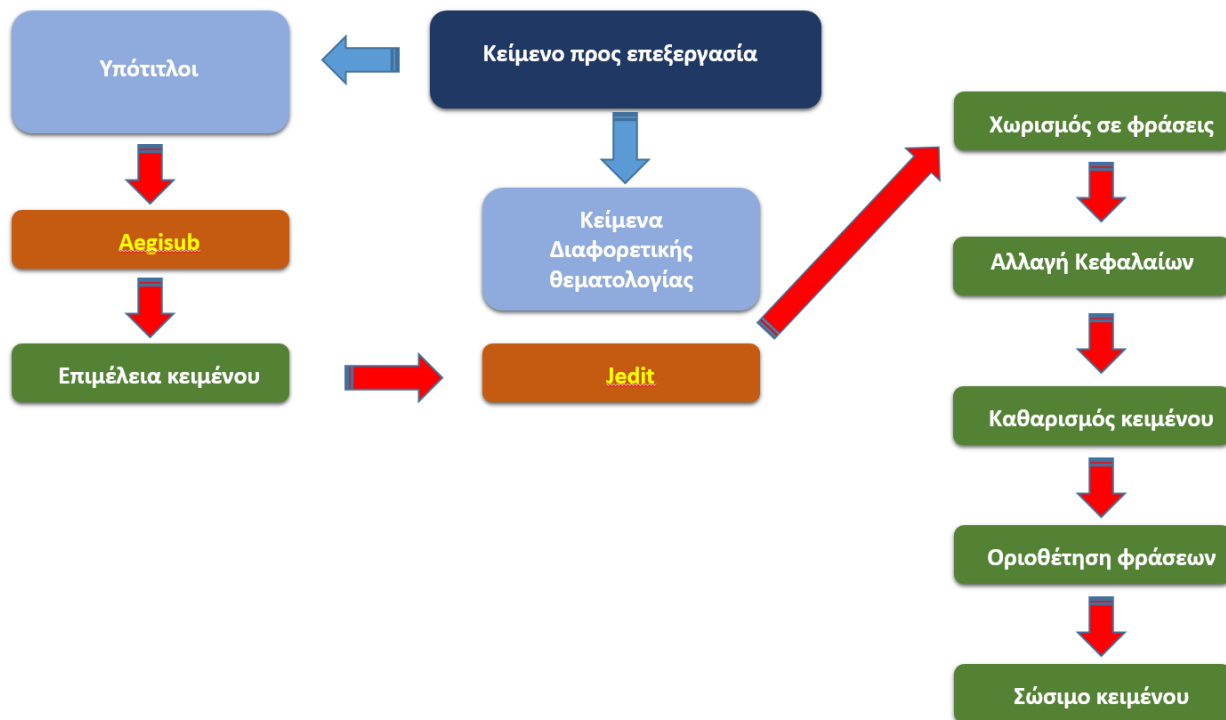 Υπότιτλοι
Κείμενο προς επεξεργασία
Χωρισμός σε φράσεις
Aegisub
Κείμενα
Διαφορετικής
θεματολογίας
Αλλαγή Κεφαλαίων
Επιμέλεια κειμένου
Jedit
Καθαρισμός κειμένου
Οριοθέτηση φράσεων
Σώσιμο κειμένου